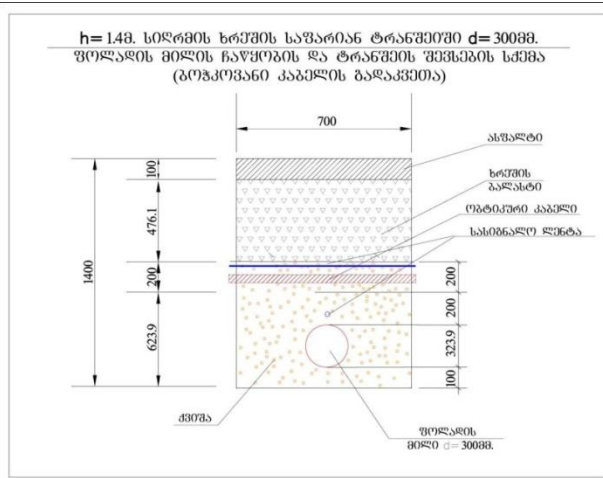 h= 1.4მ. სიღრმის ხრეშის საფარიან ტრანშეიში d= 300მმ.
ფოლადის მილის ჩაწყობის და ტრანშეის შევსების სქემა
(ბოჭკოვანი კაბელის გადაკვეთა)
700
ასფალტი
100
ხრეშის
ბალასტი
476.1
ობტიკური კაბელი
სასიგნალო ლენტა
1400
200
200
200
623.9
323.9
100
ქვიშა
ფოლადის
მილი d= 300მმ.